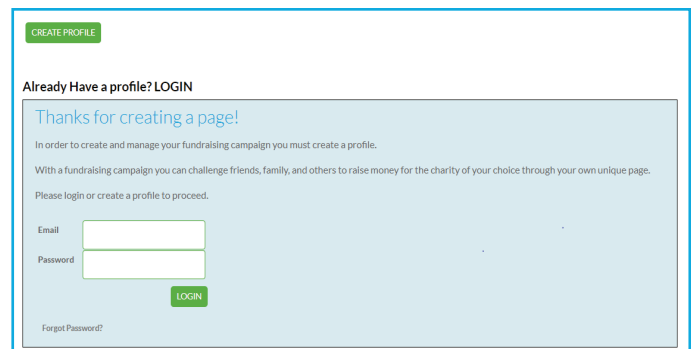 CREATE PROFILE
Already Have a profile? LOGIN
Thanks for creating a page!
In order to create and manage your fundraising campaign you must create a profile.
With a fundraising campaign you can challenge friends, family, and others to raise money for the charity of your choice through your own unique page.
Please login or create a profile to proceed.
Email
Password
LOGIN
Forgot Password?